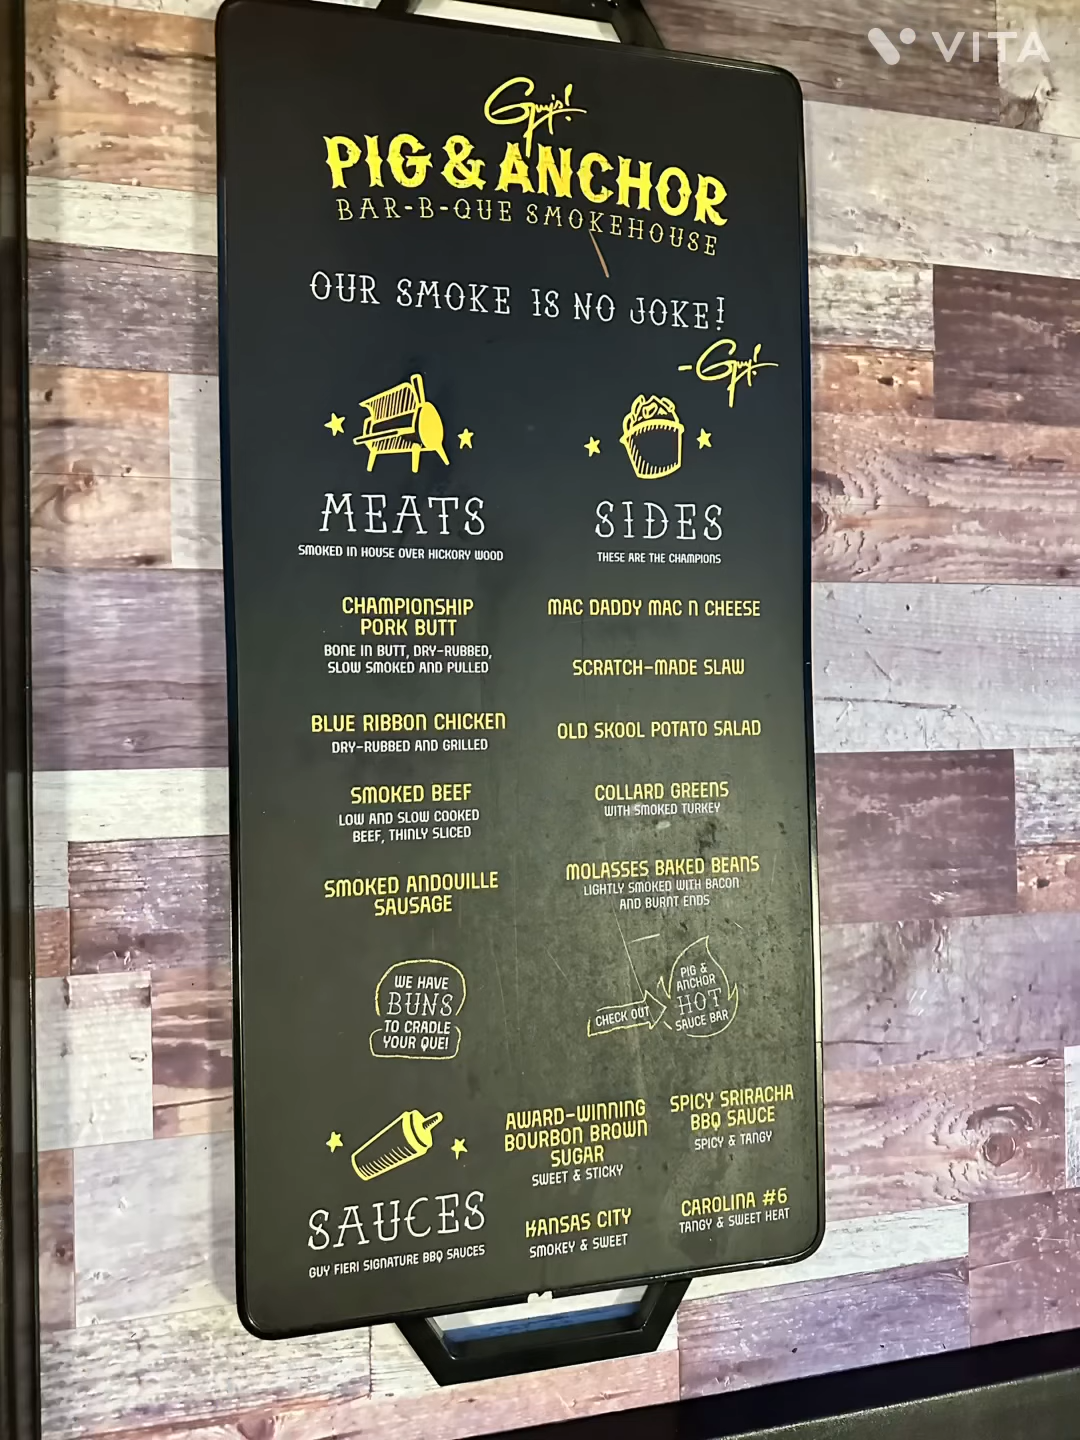 VITA
Guy's!
PIG & ANCHOR
BAR-B-QUE SMOKEHOUSE
OUR SMOKE IS NO JOKE!
-Guy!
MEATS
SMOKED IN HOUSE OVER HICKORY WOOD
CHAMPIONSHIP
PORK BUTT
BONE IN BUTT, DRY-RUBBED,
SLOW SMOKED AND PULLED
BLUE RIBBON CHICKEN
DRY-RUBBED AND GRILLED
SMOKED BEEF
LOW AND SLOW COOKED
BEEF, THINLY SLICED
SMOKED ANDOUILLE
SAUSAGE
WE HAVE
BUNS
TO CRADLE
YOUR QUE!
SIDES
THESE ARE THE CHAMPIONS
MAC DADDY MAC N CHEESE
SCRATCH-MADE SLAW
OLD SKOOL POTATO SALAD
COLLARD GREENS
WITH SMOKED TURKEY
MOLASSES BAKED BEANS
LIGHTLY SMOKED WITH BACON
AND BURNT ENDS
CHECK OUT
PIG &
ANCHOR
HOT
SAUCE BAR
SAUCES
GUY FIERI SIGNATURE BBQ SAUCES
AWARD-WINNING
BOURBON BROWN
SUGAR
SWEET & STICKY
KANSAS CITY
SMOKEY & SWEET
SPICY SRIRACHA
BBQ SAUCE
SPICY & TANGY
CAROLINA #6
TANGY & SWEET HEAT